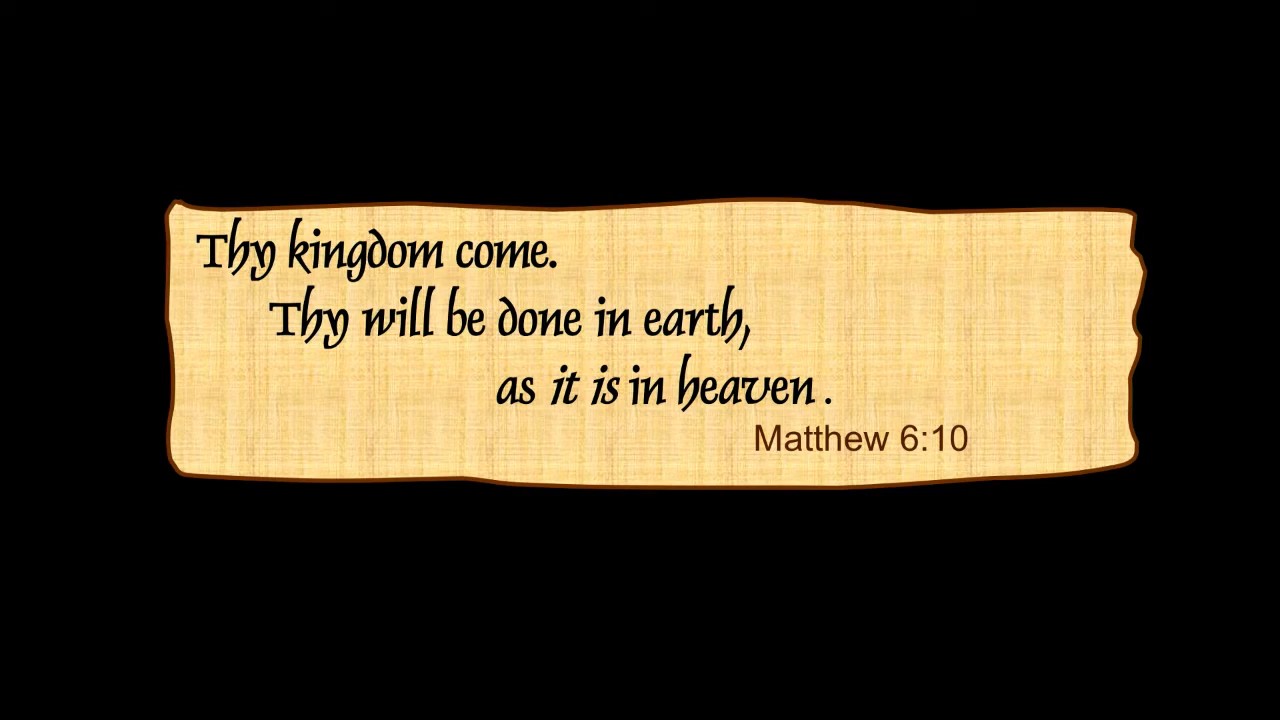 Thy kingdom come.
Thy will be done in earth,
as it is in heaven .
Matthew 6:10